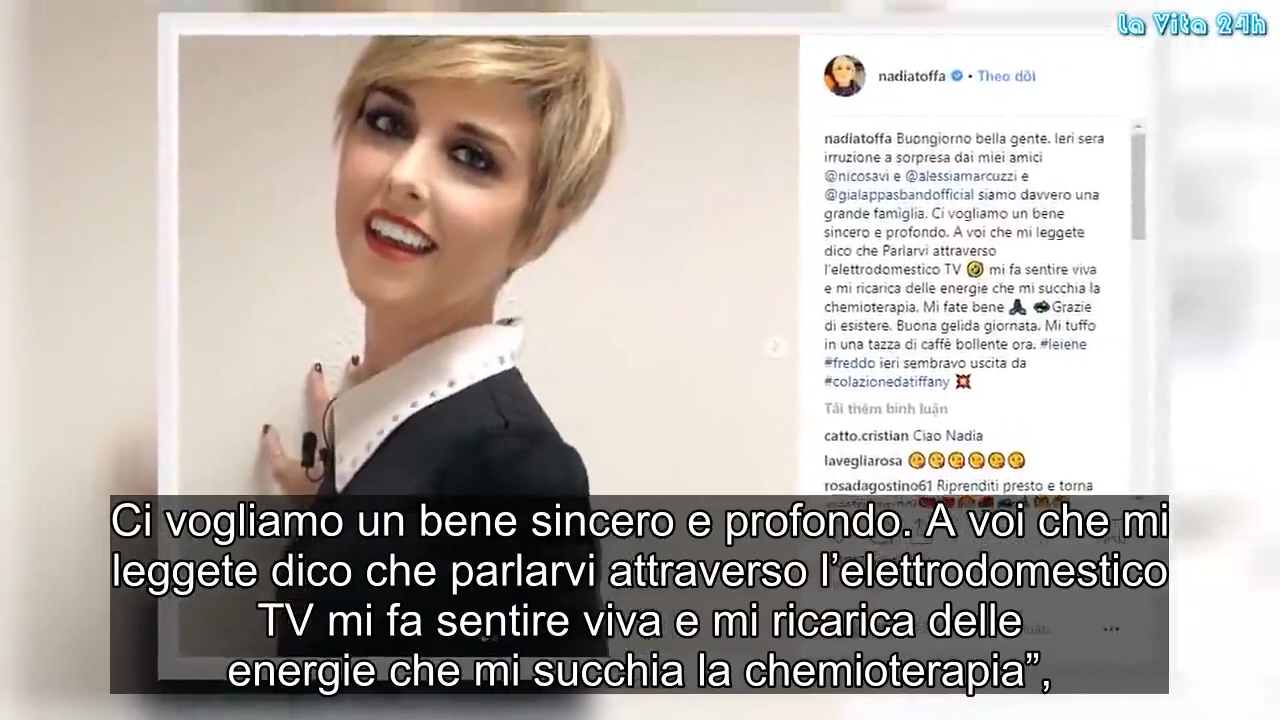 La Vita 24h
nadiatoffa • Theo dõi
nadiatoffa Buongiorno bella gente. Ieri sera
irruzione a sorpresa dai miei amici
@nicosavi e @alessiamarcuzzi e
@gialappasbandofficial siamo davvero una
grande famiglia. Ci vogliamo un bene
sincero e profondo. A voi che mi leggete
dico che Parlarvi attraverso
l'elettrodomestico TV 🤣 mi fa sentire viva
e mi ricarica delle energie che mi succhia la
chemioterapia. Mi fate bene Grazie
di esistere. Buona gelida giornata. Mi tuffo
in una tazza di caffè bollente ora. #leiene
#freddo ieri sembravo uscita da
#colazionedatiffany 💥
Tải thêm bình luận
catto.cristian Ciao Nadia
lavegliarosa 😘😘😘😘😘😘
rosadagostino61 Riprenditi presto e torna
Ci vogliamo un bene sincero e profondo. A voi che mi
leggete dico che parlarvi attraverso l’elettrodomestico
TV mi fa sentire viva e mi ricarica delle
energie che mi succhia la chemioterapia”,